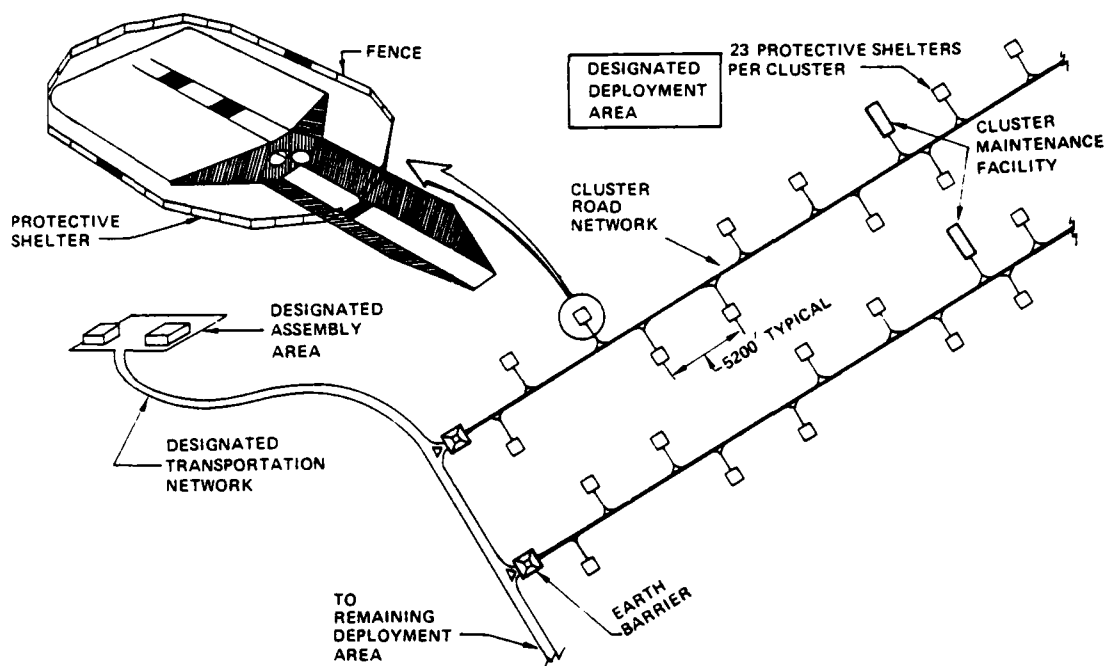 FENCE
PROTECTIVE
SHELTER
DESIGNATED
DEPLOYMENT
AREA
23 PROTECTIVE SHELTERS
PER CLUSTER
CLUSTER
MAINTENANCE
FACILITY
CLUSTER
ROAD
NETWORK
5200' TYPICAL
DESIGNATED
ASSEMBLY
AREA
DESIGNATED
TRANSPORTATION
NETWORK
TO
REMAINING
DEPLOYMENT
AREA
EARTH
BARRIER